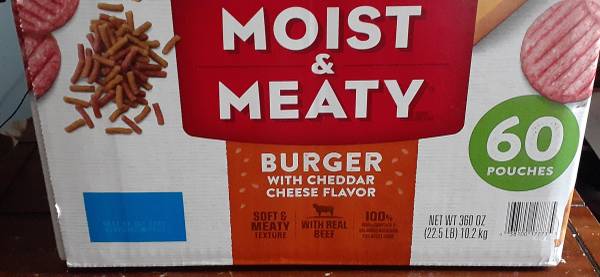 MOIST
&
MEATY
BURGER
WITH CHEDDAR
CHEESE FLAVOR
60
POUCHES
SOFT &
MEATY
TEXTURE
WITH REAL
BEEF
100%
NET WT 360 OZ
(22.5 LB) 10.2 kg